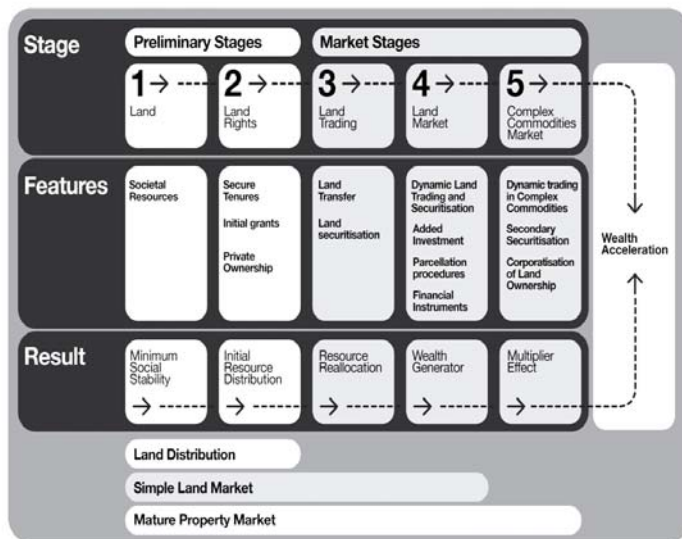 Stage
Preliminary Stages
Market Stages
1
Land
2
Land
Rights
3
Land
Trading
4
Land
Market
5
Complex
Commodities
Market
Features
Societal
Resources
Secure
Tenures
Initial grants
Private
Ownership
Land
Transfer
Land
securitisation
Dynamic Land
Trading and
Securitisation
Added
Investment
Parcellation
procedures
Financial
Instruments
Dynamic trading
in Complex
Commodities
Secondary
Securitisation
Corporatisation
of Land
Ownership
Wealth
Acceleration
Result
Minimum
Social
Stability
Initial
Resource
Distribution
Resource
Reallocation
Wealth
Generator
Multiplier
Effect
Land Distribution
Simple Land Market
Mature Property Market